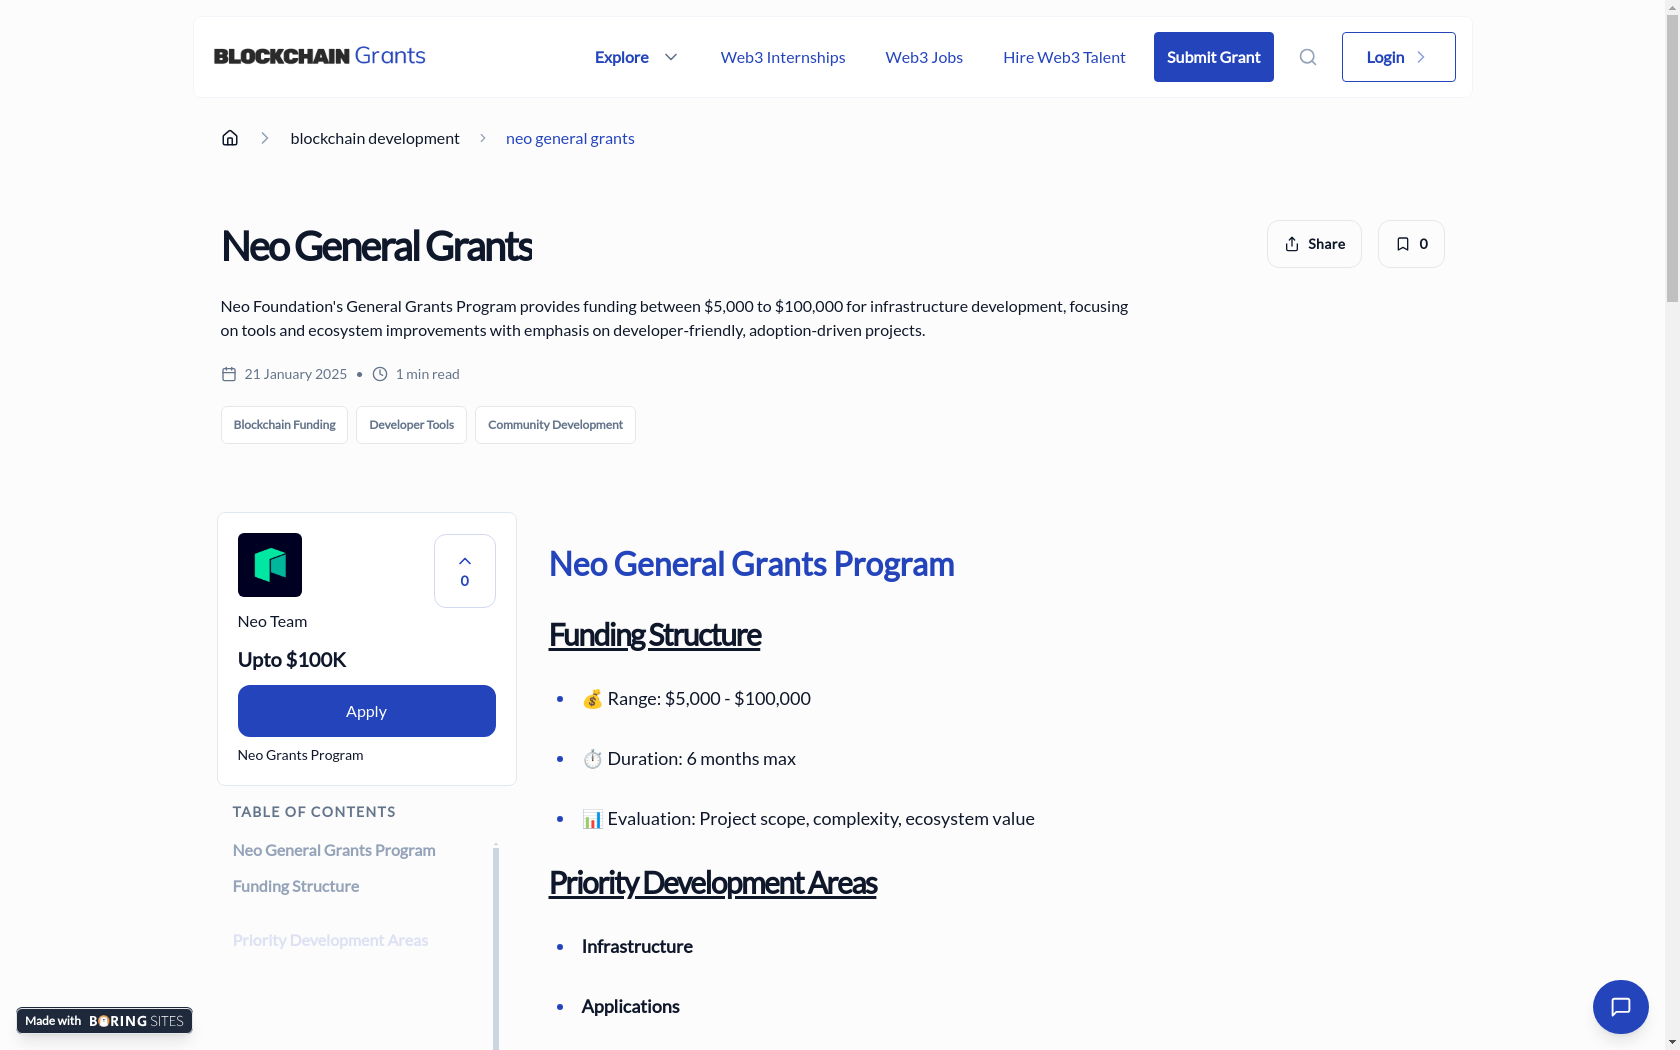 BLOCKCHAIN Grants
Explore
Web3 Internships
Web3 Jobs
Hire Web3 Talent
Submit Grant
Login
blockchain development
neo general grants
Neo General Grants
Share
0
Neo Foundation's General Grants Program provides funding between $5,000 to $100,000 for infrastructure development, focusing
on tools and ecosystem improvements with emphasis on developer-friendly, adoption-driven projects.
21 January 2025 • 1 min read
Blockchain Funding
Developer Tools
Community Development
0
Neo Team
Upto $100K
Apply
Neo Grants Program
TABLE OF CONTENTS
Neo General Grants Program
Funding Structure
Priority Development Areas
Neo General Grants Program
Funding Structure
• 💰 Range: $5,000 - $100,000
• ⏱️ Duration: 6 months max
• 📊 Evaluation: Project scope, complexity, ecosystem value
Priority Development Areas
• Infrastructure
• Applications
Made with BORING SITES